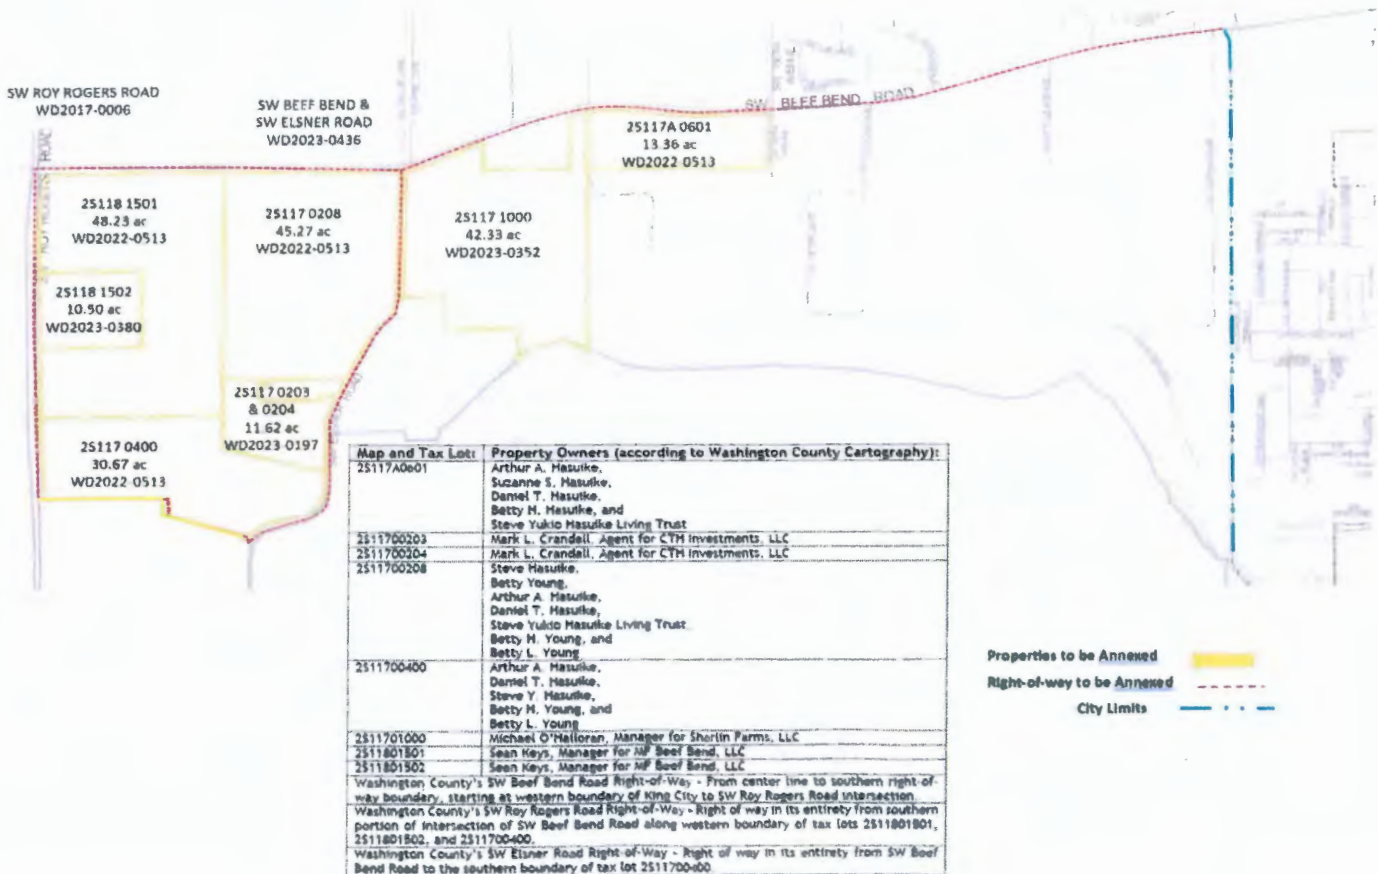 SW ROY ROGERS ROAD
WD2017-0006
SW BEEF BEND &
SW ELSNER ROAD
WD2023-0436
SW BEEF BEND ROAD
2S117A 0601
13.36 ac
WD2022-0513
SW ROY ROGERS ROAD
2S118 1501
48.23 ac
WD2022-0513
2S117 0208
45.27 ac
WD2022-0513
2S117 1000
42.33 ac
WD2023-0352
2S118 1502
10.50 ac
WD2023-0380
2S117 0203
& 0204
11.62 ac
WD2023-0197
ROAD
2S117 0400
30.67 ac
WD2022-0513
Map and Tax Lot: Property Owners (according to Washington County Cartography):
2S117A0601 Arthur A. Hasuike,
Suzanne S. Hasuike,
Daniel T. Hasuike,
Betty H. Hasuike, and
Steve Yukio Hasuike Living Trust
2S11700203 Mark L. Crandall, Agent for CTH Investments, LLC
2S11700204 Mark L. Crandall, Agent for CTH Investments, LLC
2S11700208 Steve Hasuike,
Betty Young,
Arthur A. Hasuike,
Daniel T. Hasuike,
Steve Yukio Hasuike Living Trust
Betty H. Young, and
Betty L. Young
2S11700400 Arthur A. Hasuike,
Daniel T. Hasuike,
Steve Y. Hasuike,
Betty H. Young, and
Betty L. Young
2S11701000 Michael O'Halloran, Manager for Sherlin Farms, LLC
2S11801501 Sean Keys, Manager for MF Beef Bend, LLC
2S11801502 Sean Keys, Manager for MF Beef Bend, LLC
Washington County's SW Beef Bend Road Right-of-Way - From center line to southern right-of-
way boundary, starting at western boundary of King City to SW Roy Rogers Road intersection.
Washington County's SW Roy Rogers Road Right-of-Way - Right of way in its entirety from southern
portion of intersection of SW Beef Bend Road along western boundary of tax lots 2S11801501,
2S11801502, and 2S11700400.
Washington County's SW Elsner Road Right-of-Way - Right of way in its entirety from SW Beef
Bend Road to the southern boundary of tax lot 2S11700400
Properties to be Annexed
Right-of-way to be Annexed
City Limits